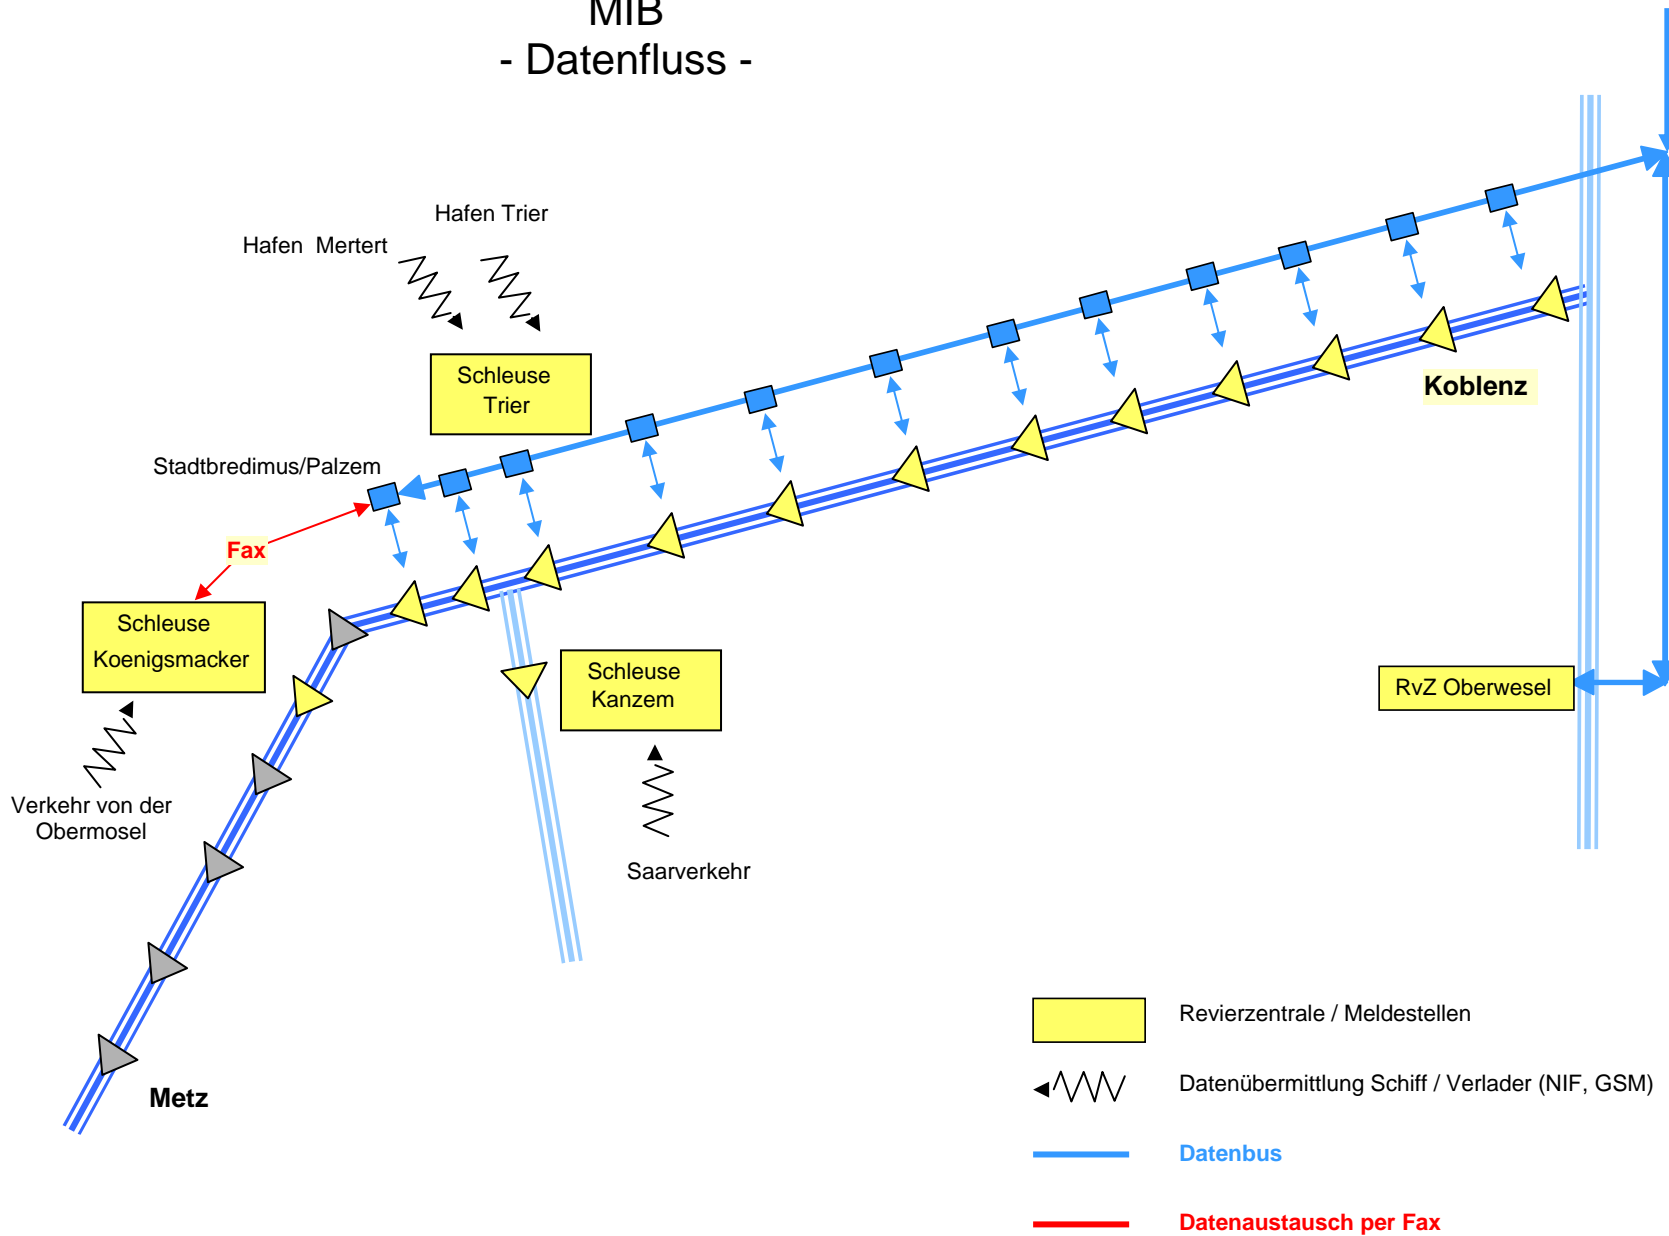 MIB
- Datenfluss -
Hafen Trier
Hafen Mertert
Schleuse
Trier
Koblenz
Stadtbredimus/Palzem
Fax
Schleuse
Koenigsmacker
Schleuse
Kanzem
RvZ Oberwesel
Verkehr von der
Obermosel
Saarverkehr
Metz
Revierzentrale / Meldestellen
Datenübermittlung Schiff / Verlader (NIF, GSM)
Datenbus
Datenaustausch per Fax